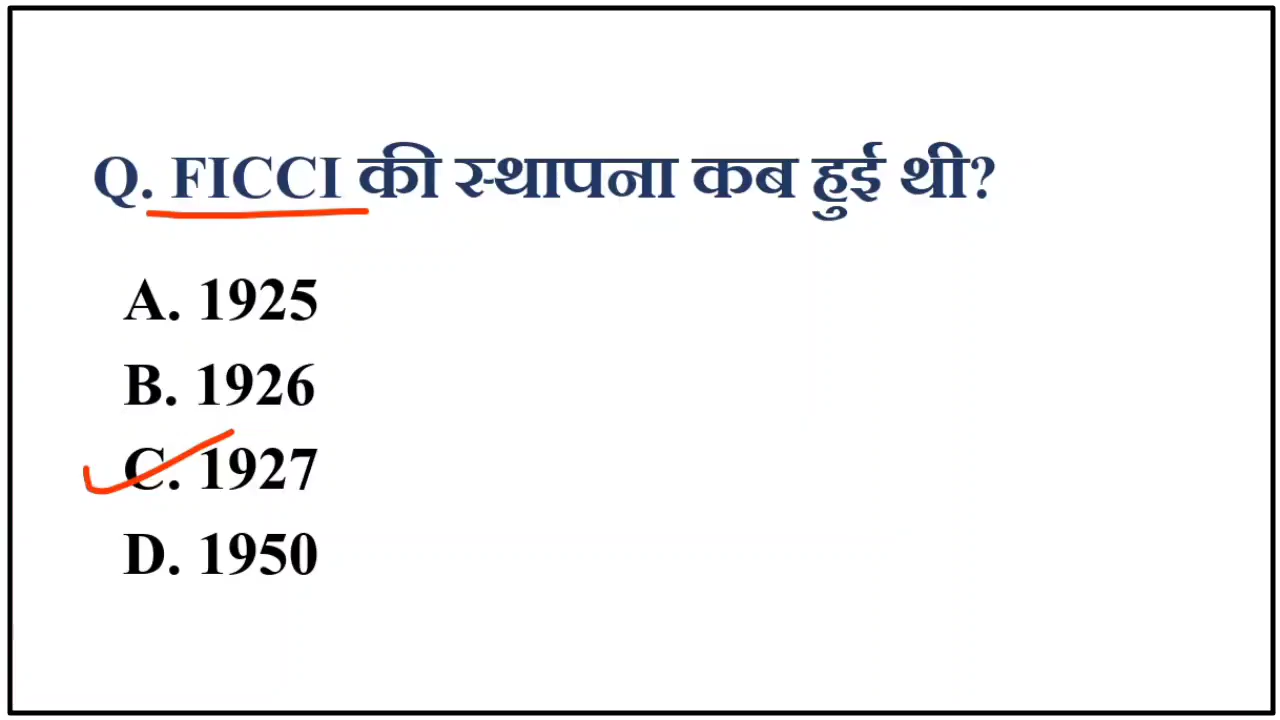 Q. FICCI की स्थापना कब हुई थी?
A. 1925
B. 1926
C. 1927
D. 1950